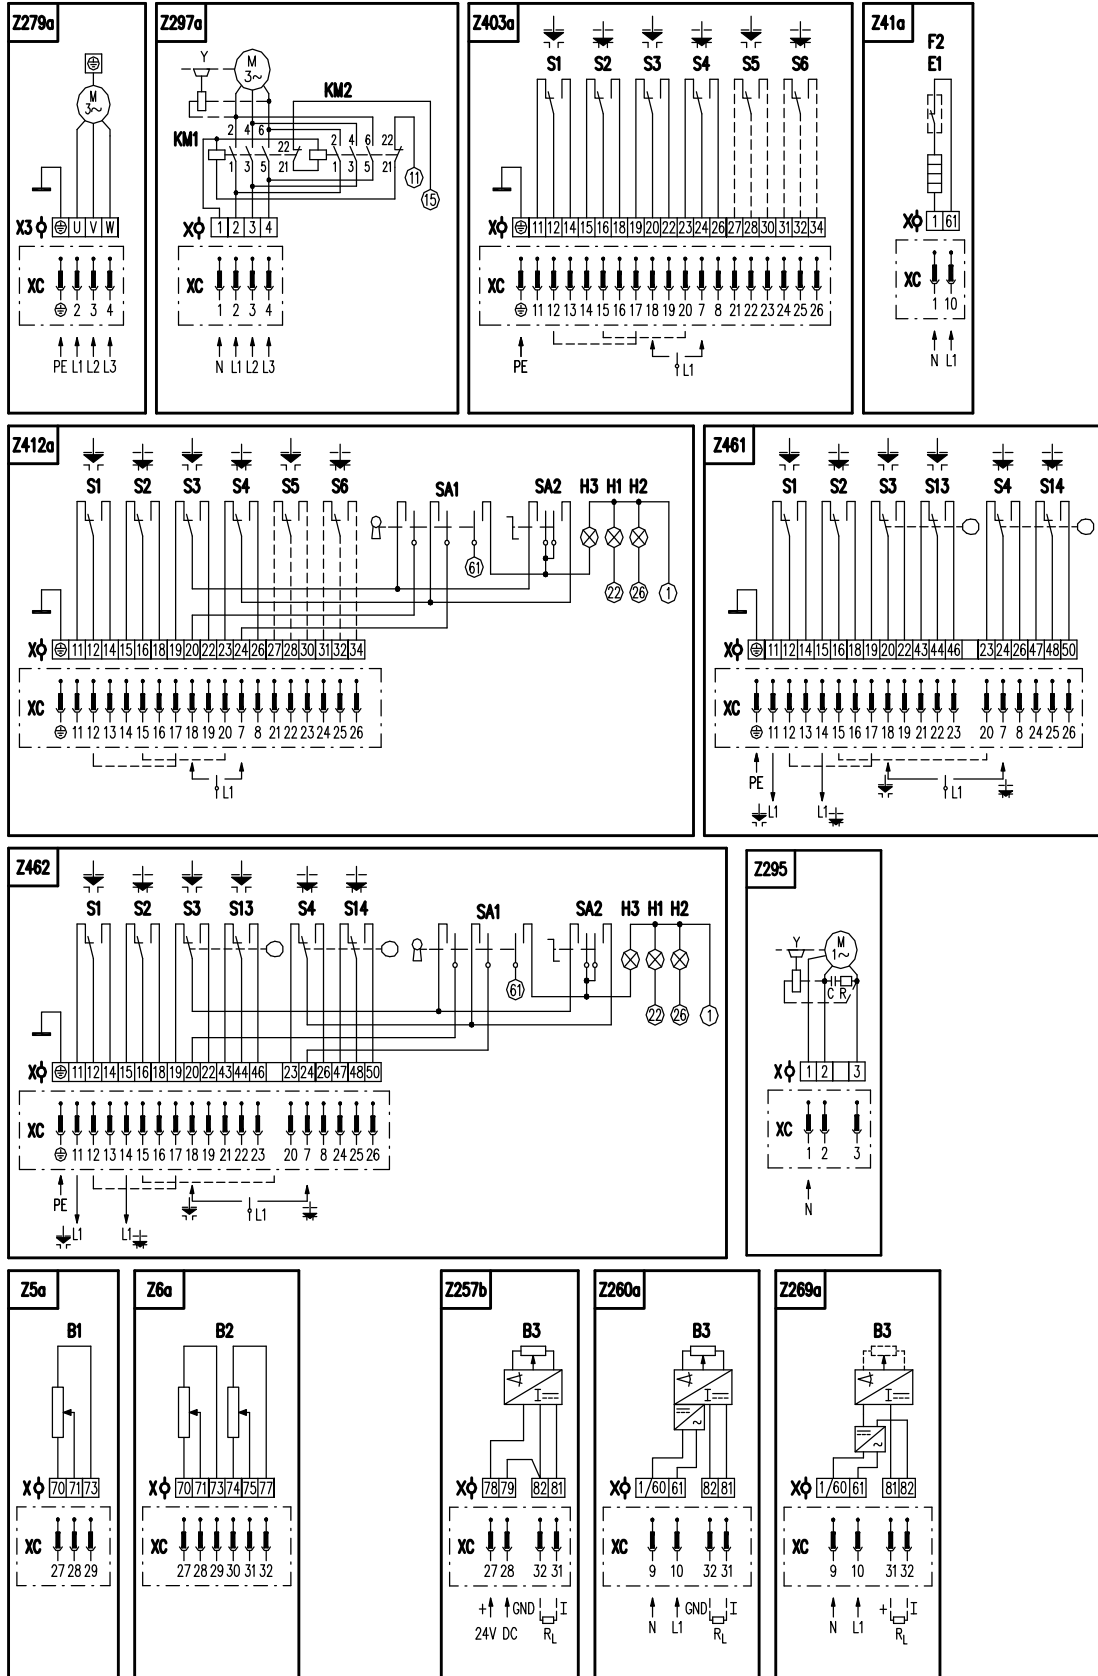 Z279a
M
3~
X3 U V W
XC
2 3 4
PE L1 L2 L3
Z297a
Y M
3~
KM2
2 4 6
KM1 22 2 4 6 22
1 3 5 21 1 3 5 21 11
15
X 1 2 3 4
XC
1 2 3 4
N L1 L2 L3
Z403a
S1 S2 S3 S4 S5 S6
X 11 12 14 15 16 18 19 20 22 23 24 26 27 28 30 31 32 34
XC
11 12 13 14 15 16 17 18 19 20 7 8 21 22 23 24 25 26
PE L1
Z41a
F2
E1
X 1 61
XC
1 10
N L1
Z412a
S1 S2 S3 S4 S5 S6 SA1 SA2 H3 H1 H2
61 22 26 1
X 11 12 14 15 16 18 19 20 22 23 24 26 27 28 30 31 32 34
XC
11 12 13 14 15 16 17 18 19 20 7 8 21 22 23 24 25 26
L1
Z461
S1 S2 S3 S13 S4 S14
X 11 12 14 15 16 18 19 20 22 43 44 46 23 24 26 47 48 50
XC
11 12 13 14 15 16 17 18 19 21 22 23 20 7 8 24 25 26
PE
L1 L1 L1
Z462
S1 S2 S3 S13 S4 S14 SA1 SA2 H3 H1 H2
61 22 26 1
X 11 12 14 15 16 18 19 20 22 43 44 46 23 24 26 47 48 50
XC
11 12 13 14 15 16 17 18 19 21 22 23 20 7 8 24 25 26
PE
L1 L1 L1
Z295
Y M
1~
C R
X 1 2 3
XC
1 2 3
N
Z5a
B1
X 70 71 73
XC
27 28 29
Z6a
B2
X 70 71 73 74 75 77
XC
27 28 29 30 31 32
Z257b
B3
I
X 78 79 82 81
XC
27 28 32 31
+ GND I
24V DC RL
Z260a
B3
I
~
X 1/60 61 82 81
XC
9 10 32 31
GND I
N L1 RL
Z269a
B3
I
~
X 1/60 61 81 82
XC
9 10 31 32
+ I
N L1 RL